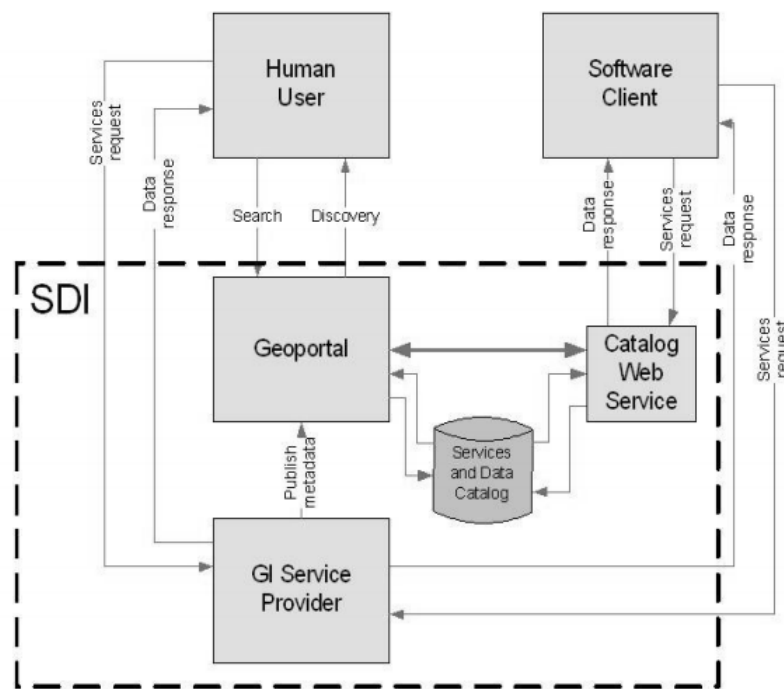 Human
User
Software
Client
Services
request
Data
response
Search
Discovery
Data
response
Services
request
Data
response
Services
request
SDI
Geoportal
Catalog
Web
Service
Services
and Data
Catalog
Publish
metadata
GI Service
Provider